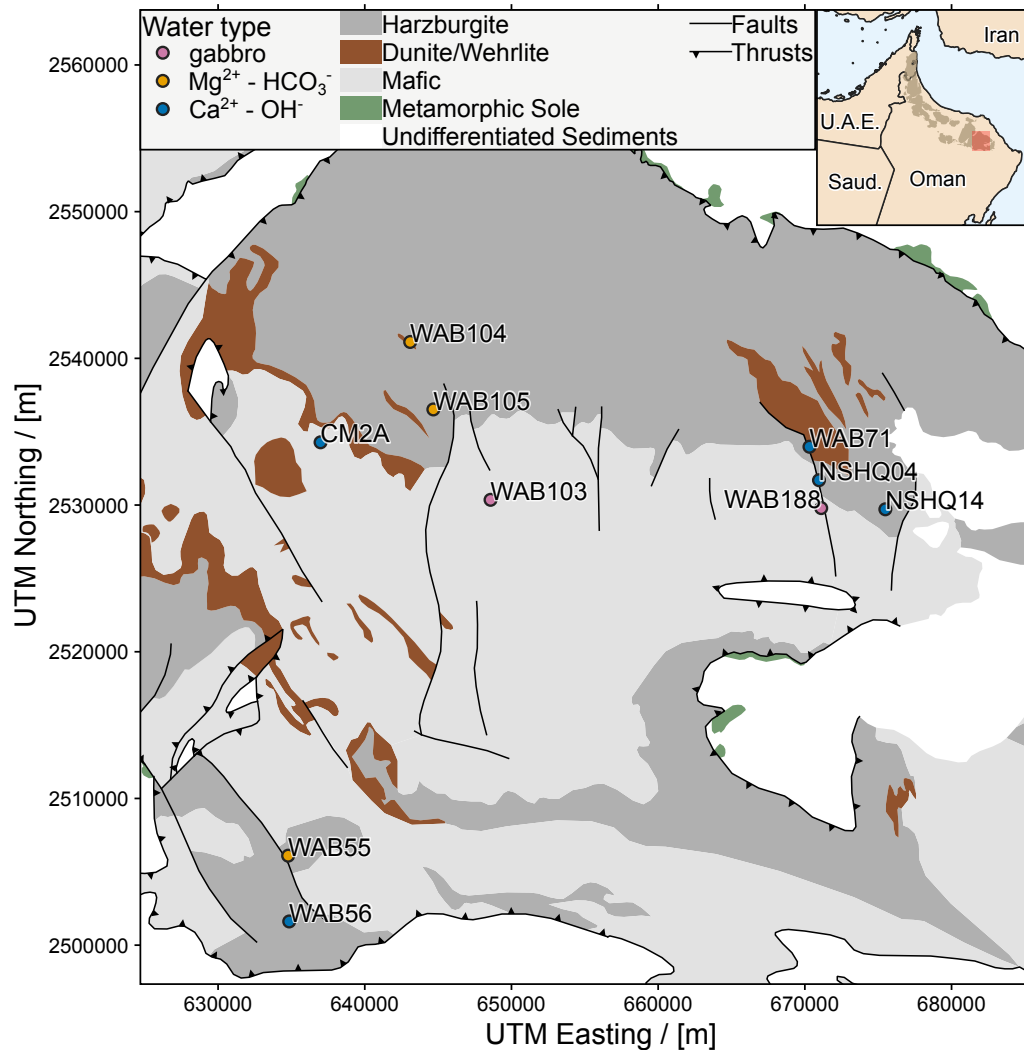 Water type
gabbro
Mg²⁺ - HCO₃⁻
Ca²⁺ - OH⁻
Harzburgite
Dunite/Wehrlite
Mafic
Metamorphic Sole
Undifferentiated Sediments
Faults
Thrusts
Iran
U.A.E.
Saud.
Oman
2560000
2550000
2540000
2530000
2520000
2510000
2500000
UTM Northing / [m]
WAB104
WAB105
CM2A
WAB103
WAB71
NSHQ04
WAB188
NSHQ14
WAB55
WAB56
630000
640000
650000
660000
670000
680000
UTM Easting / [m]